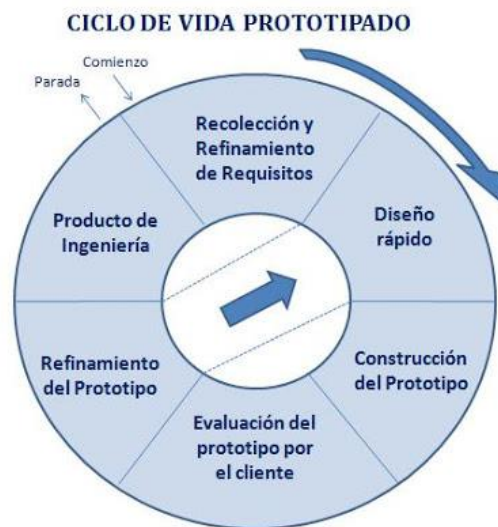 CICLO DE VIDA PROTOTIPADO
Comienzo
Parada
Recolección y
Refinamiento
de Requisitos
Diseño
rápido
Construcción
del Prototipo
Evaluación del
prototipo por
el cliente
Refinamiento
del Prototipo
Producto de
Ingeniería